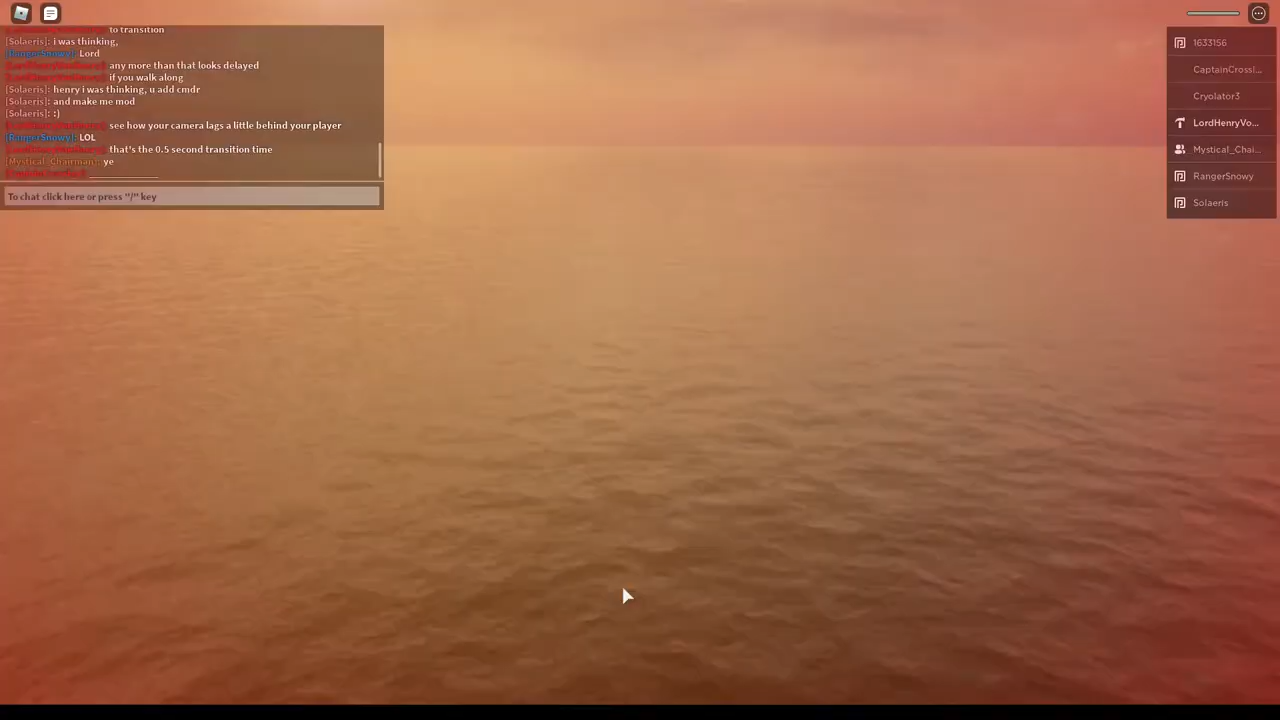 to transition
[Solaeris]: i was thinking,
[RangerSnowy]: Lord
any more than that looks delayed
if you walk along
[Solaeris]: henry i was thinking, u add cmdr
[Solaeris]: and make me mod
[Solaeris]: :)
see how your camera lags a little behind your player
[RangerSnowy]: LOL
that's the 0.5 second transition time
[Mystical_Chairman]: ye
To chat click here or press "/" key
1633156
CaptainCrossl...
Cryolator3
LordHenryVo...
Mystical_Chai...
RangerSnowy
Solaeris